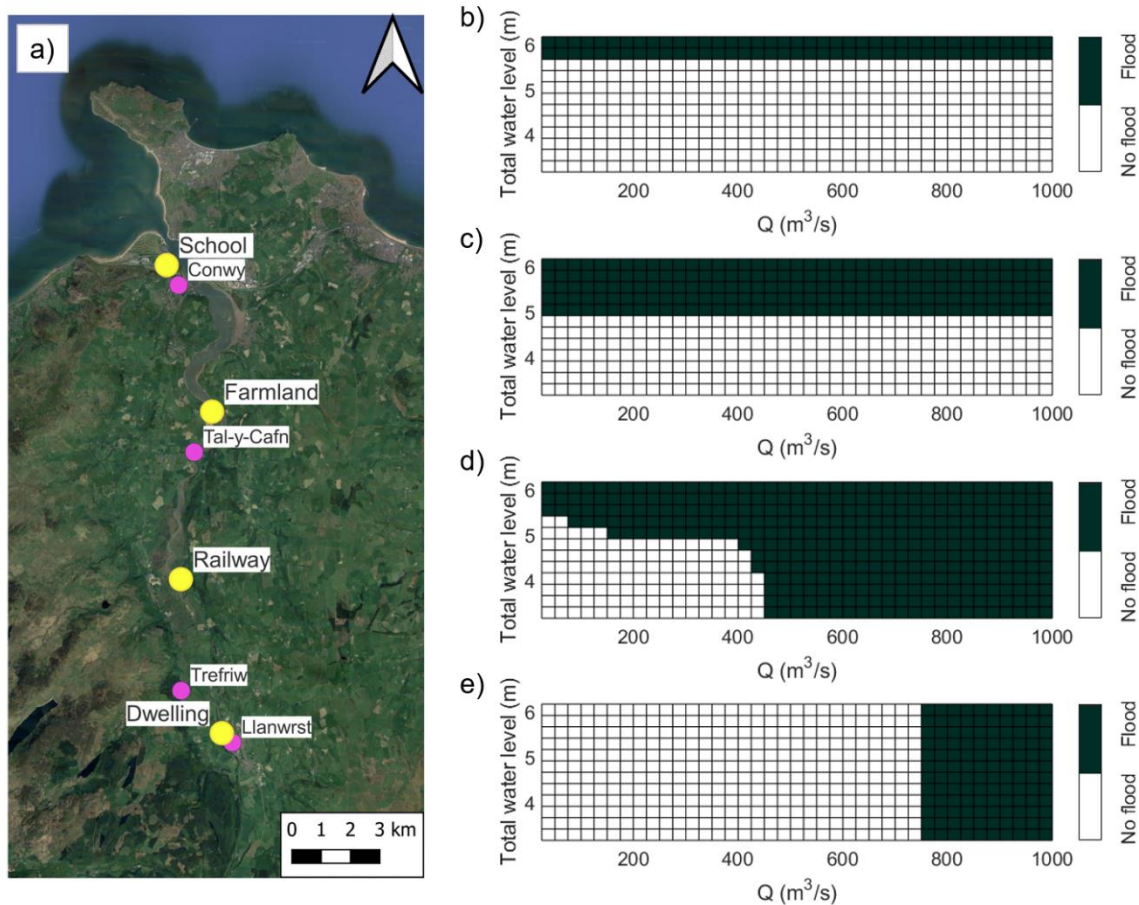 a)
School
Conwy
Farmland
Tal-y-Cafn
Railway
Trefriw
Dwelling
Llanwrst
0 1 2 3 km
b)
Total water level (m)
6
5
4
200 400 600 800 1000
Q (m³/s)
Flood
No flood
c)
Total water level (m)
6
5
4
200 400 600 800 1000
Q (m³/s)
Flood
No flood
d)
Total water level (m)
6
5
4
200 400 600 800 1000
Q (m³/s)
Flood
No flood
e)
Total water level (m)
6
5
4
200 400 600 800 1000
Q (m³/s)
Flood
No flood